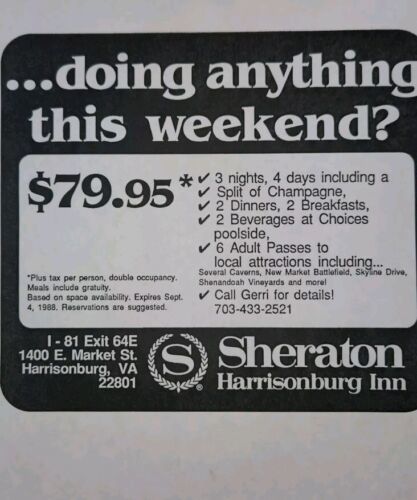 ...doing anything
this weekend?
$79.95*
✓ 3 nights, 4 days including a
✓ Split of Champagne,
✓ 2 Dinners, 2 Breakfasts,
✓ 2 Beverages at Choices
poolside,
✓ 6 Adult Passes to
local attractions including...
Several Caverns, New Market Battlefield, Skyline Drive,
Shenandoah Vineyards and more!
✓ Call Gerri for details!
703-433-2521
*Plus tax per person, double occupancy.
Meals include gratuity.
Based on space availability. Expires Sept.
4, 1988. Reservations are suggested.
I - 81 Exit 64E
1400 E. Market St.
Harrisonburg, VA
22801
S
Sheraton
Harrisonburg Inn